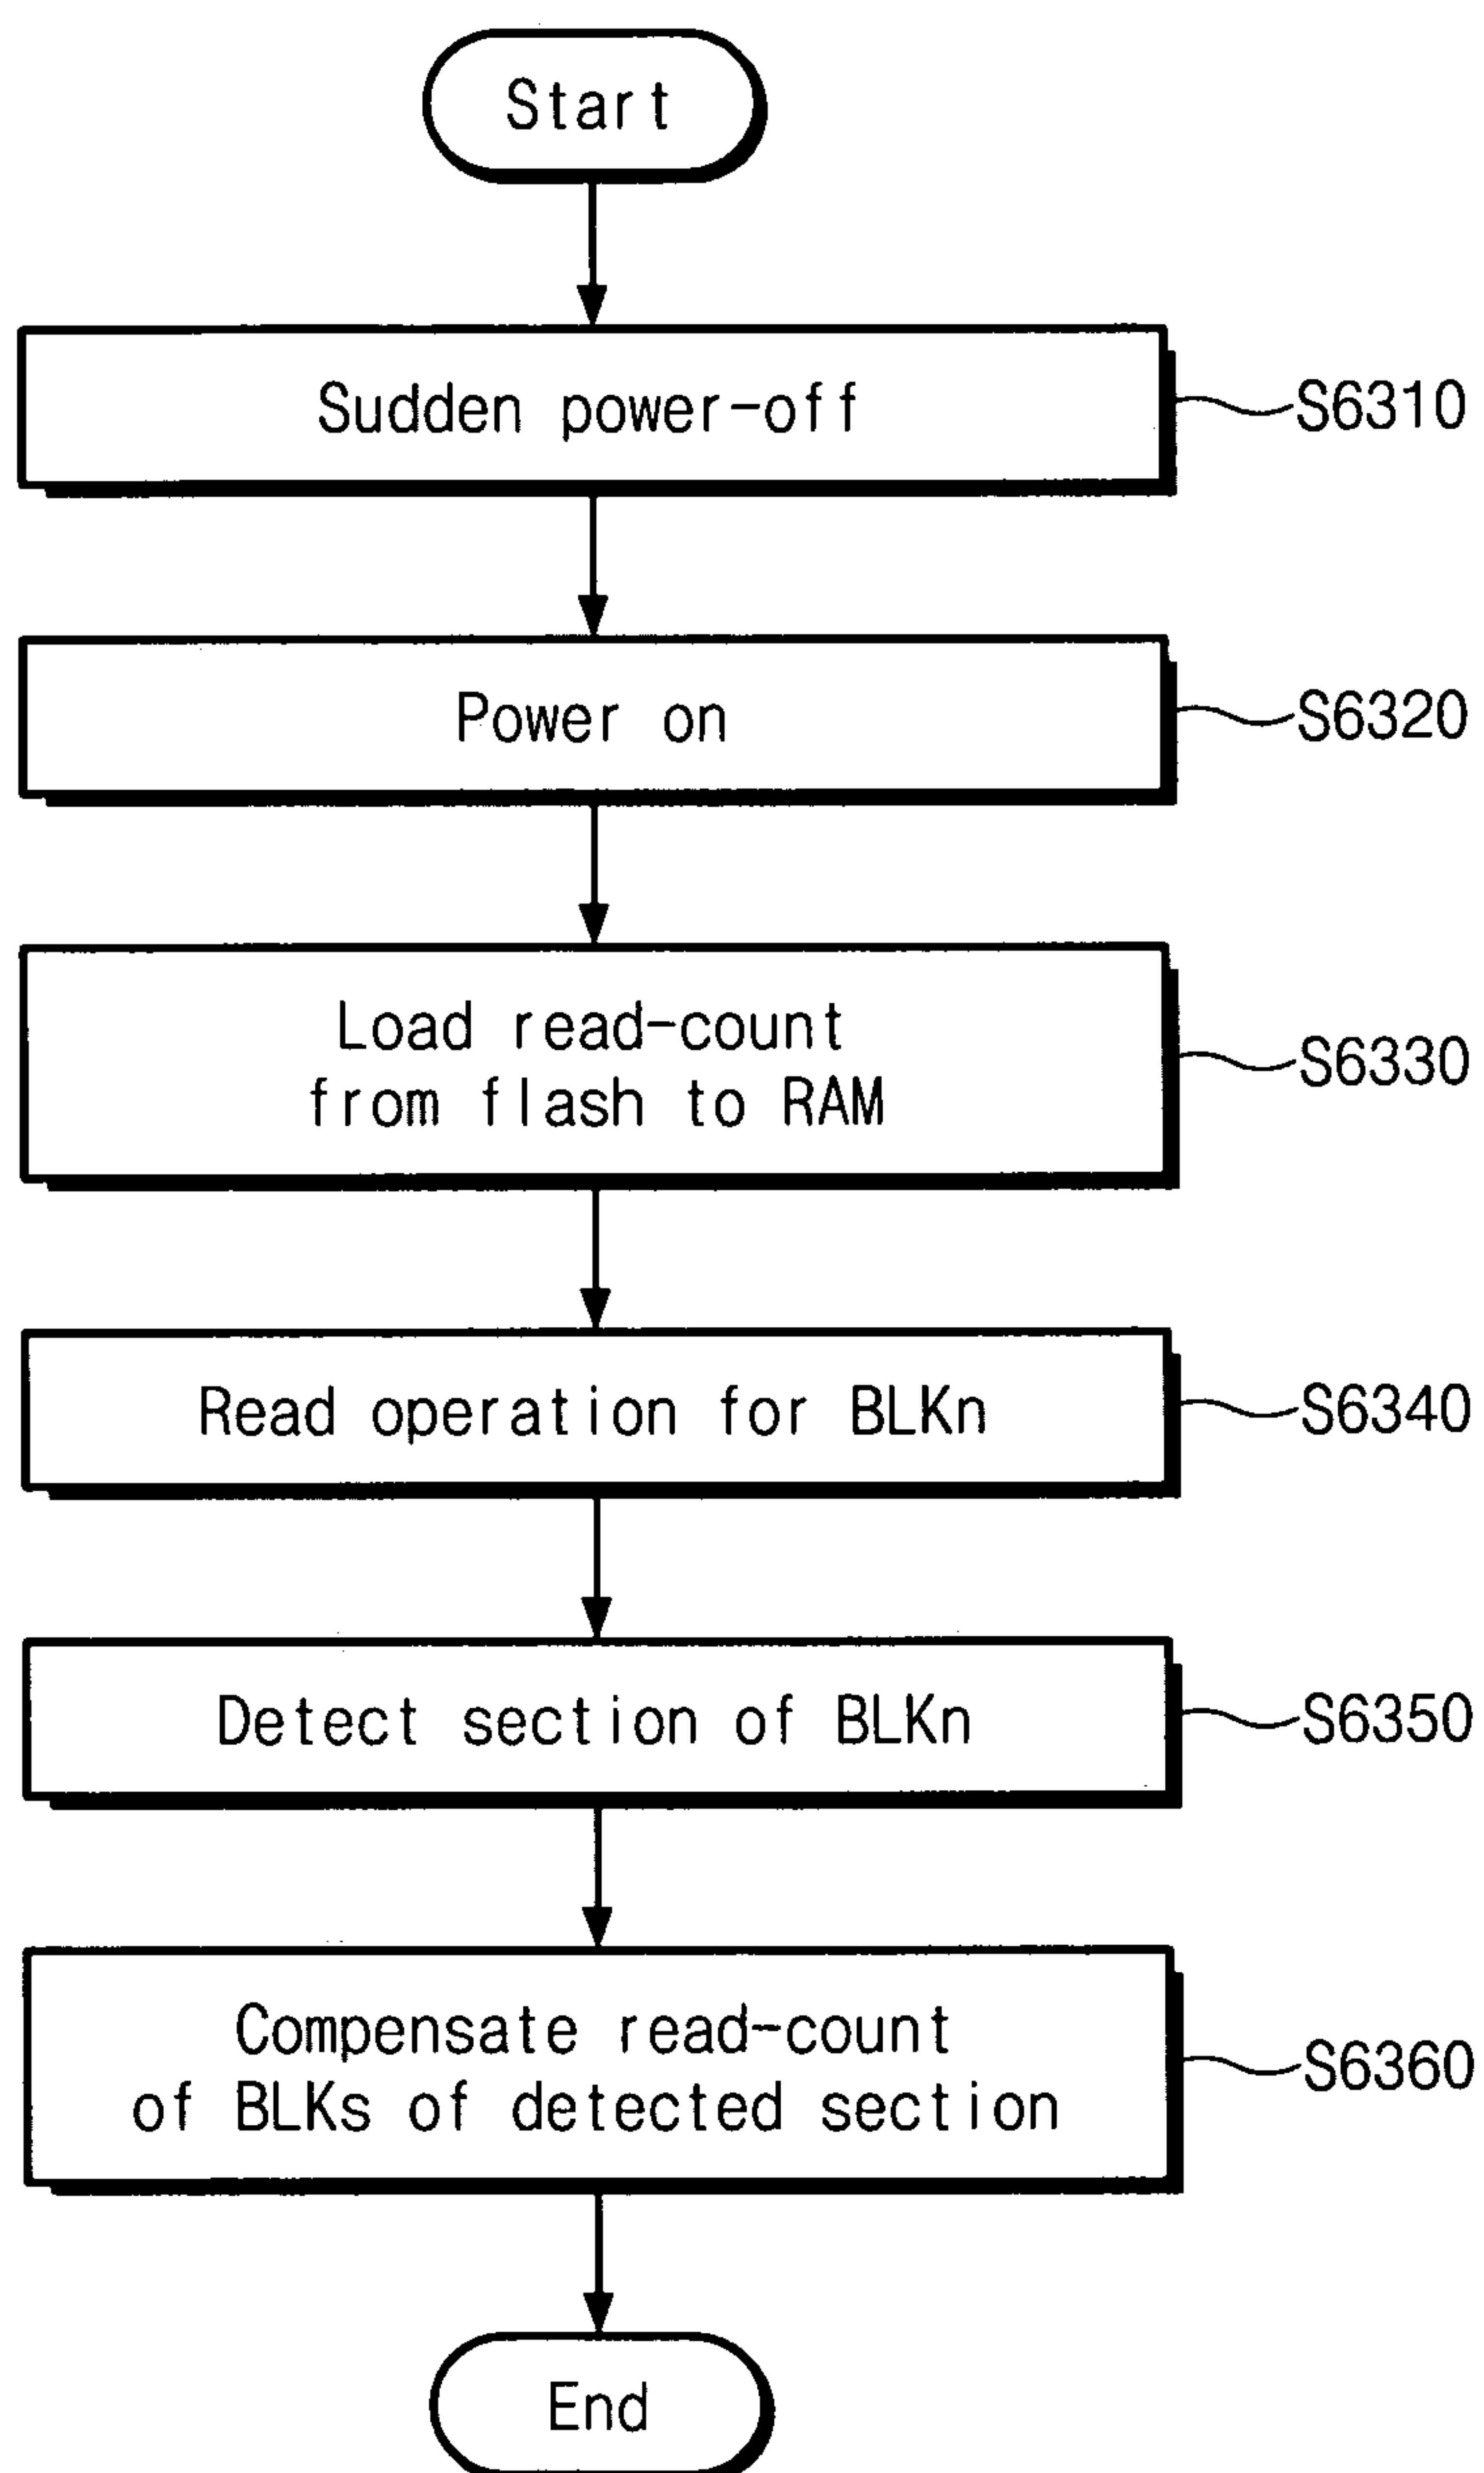 Start
Sudden power-off
S6310
Power on
S6320
Load read-count
from flash to RAM
S6330
Read operation for BLKn
S6340
Detect section of BLKn
S6350
Compensate read-count
of BLKs of detected section
S6360
End